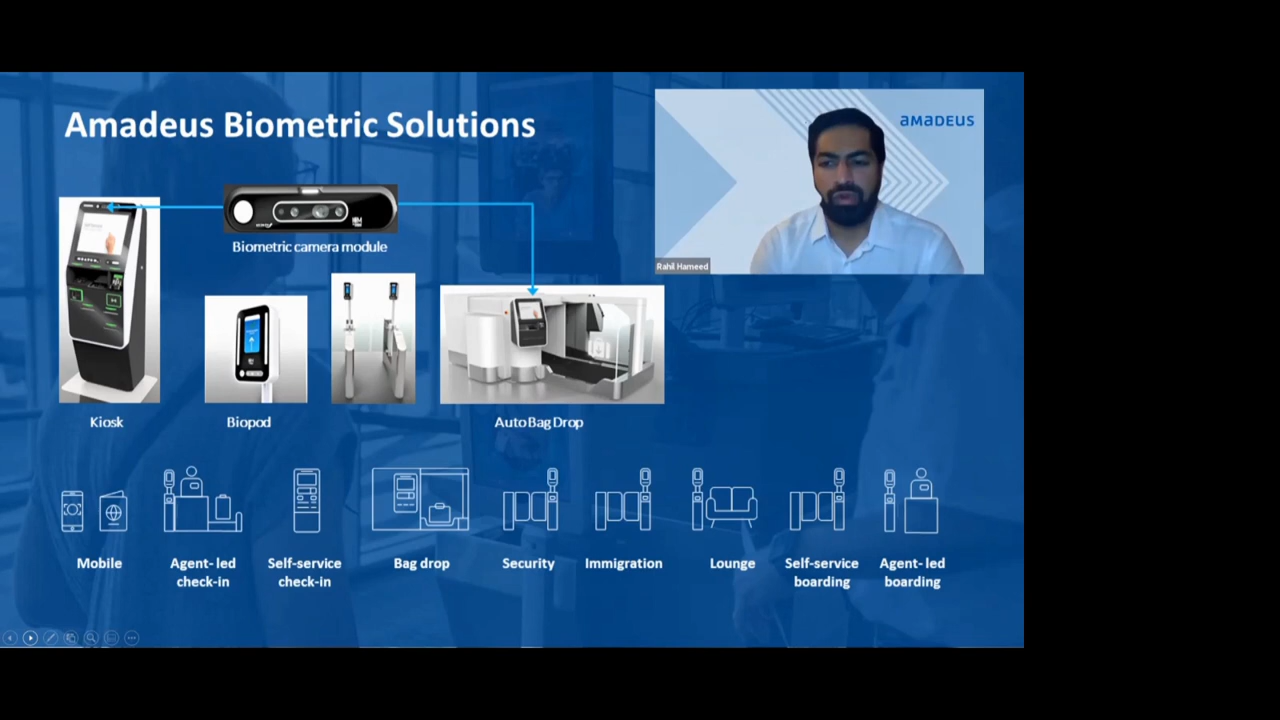 Amadeus Biometric Solutions
amadeus
Rahil Hameed
Biometric camera module
Kiosk
Biopod
Auto Bag Drop
Mobile
Agent- led
check-in
Self-service
check-in
Bag drop
Security
Immigration
Lounge
Self-service
boarding
Agent- led
boarding